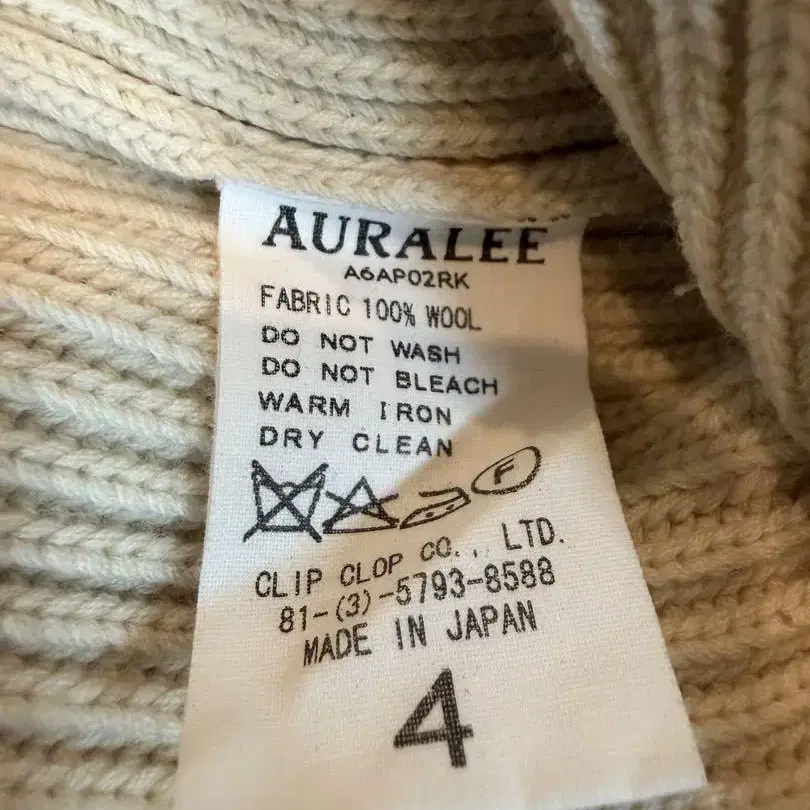 AURALEE
A6AP02RK
FABRIC 100% WOOL
DO NOT WASH
DO NOT BLEACH
WARM IRON
DRY CLEAN
F
CLIP CLOP CO., LTD.
81-(3)-5793-8588
MADE IN JAPAN
4